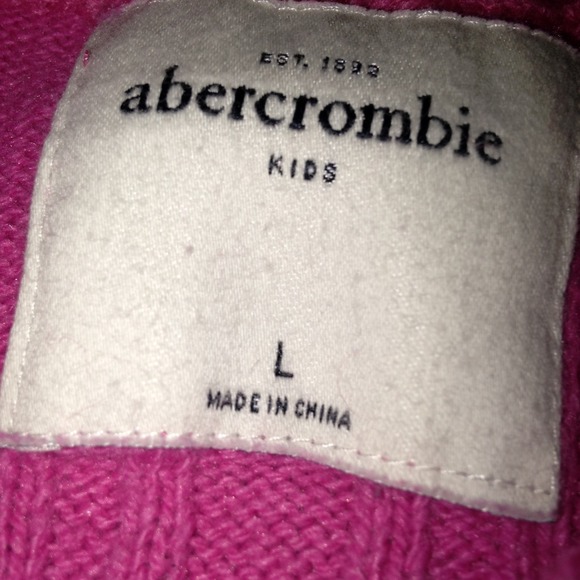 EST. 1892
abercrombie
KIDS
L
MADE IN CHINA